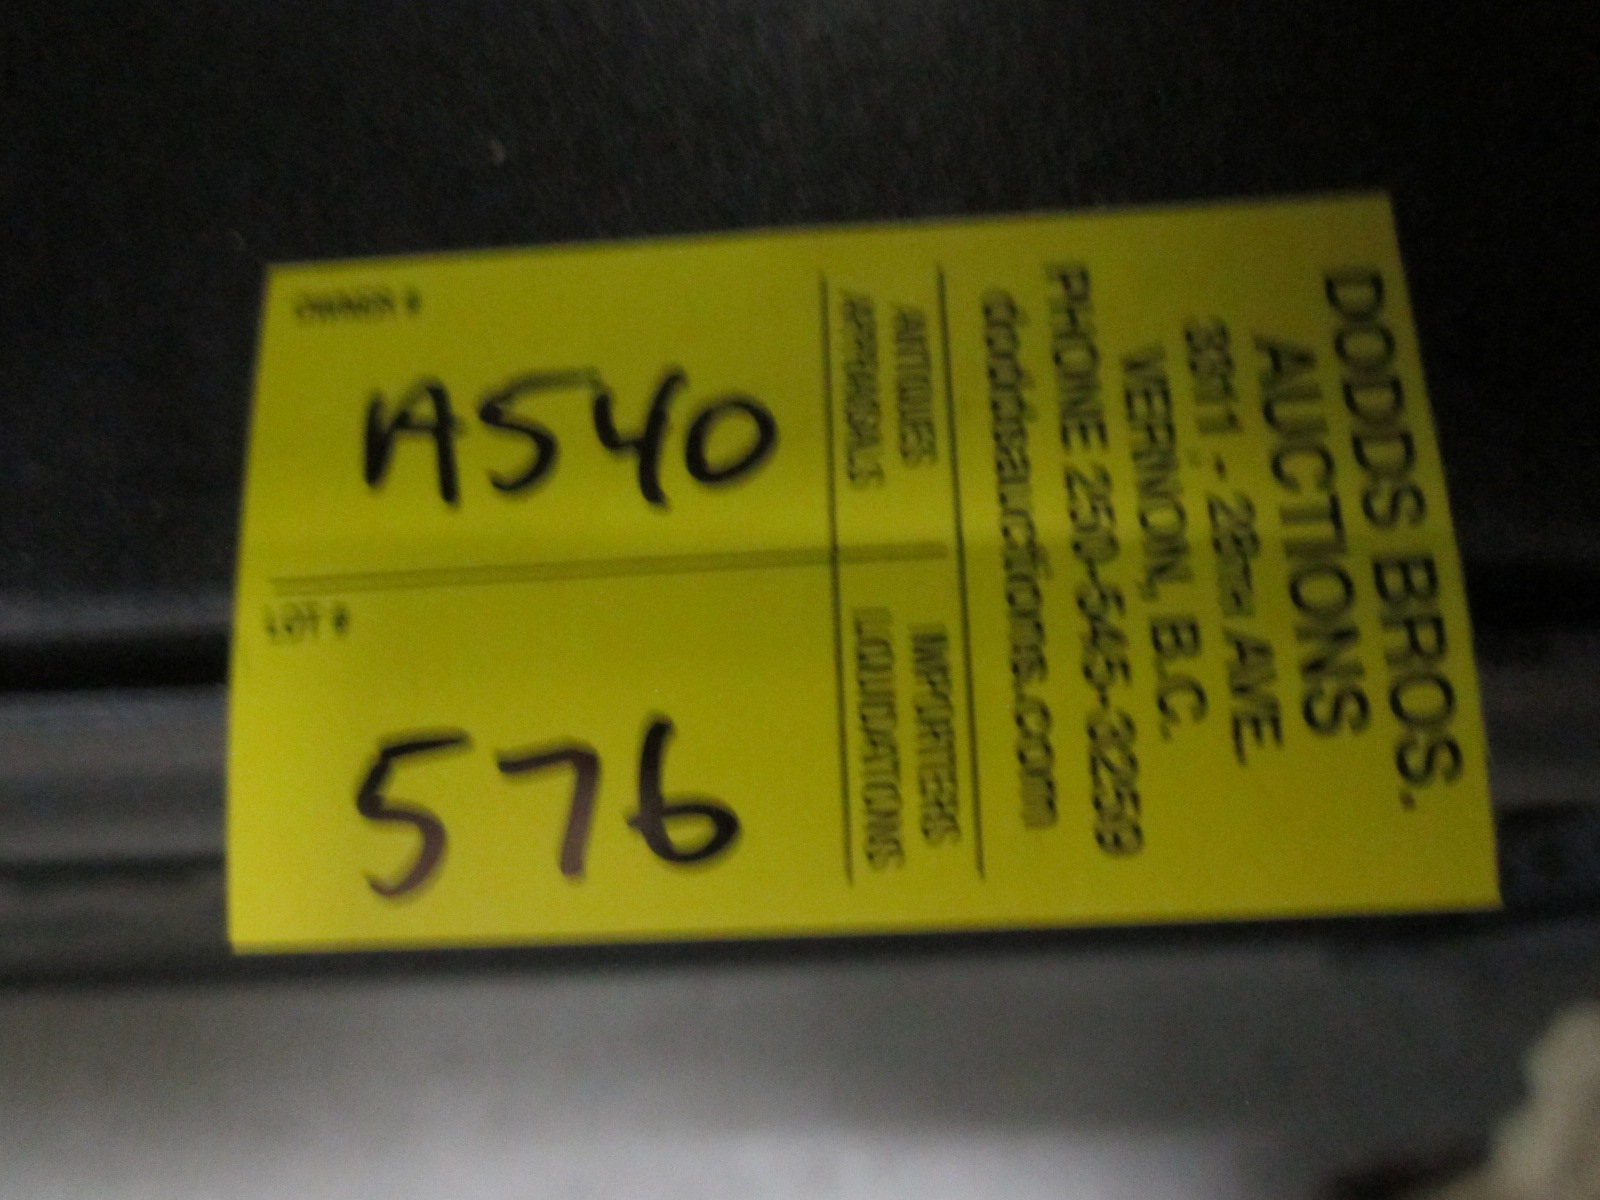 DODDS BROS.
AUCTIONS
3311 - 28TH AVE
VERNON, B.C.
PHONE 250-545-3259
doddsauctions.com
ANTIQUES IMPORTERS
APPRAISALS LIQUIDATIONS
OWNER #
A540
LOT #
576